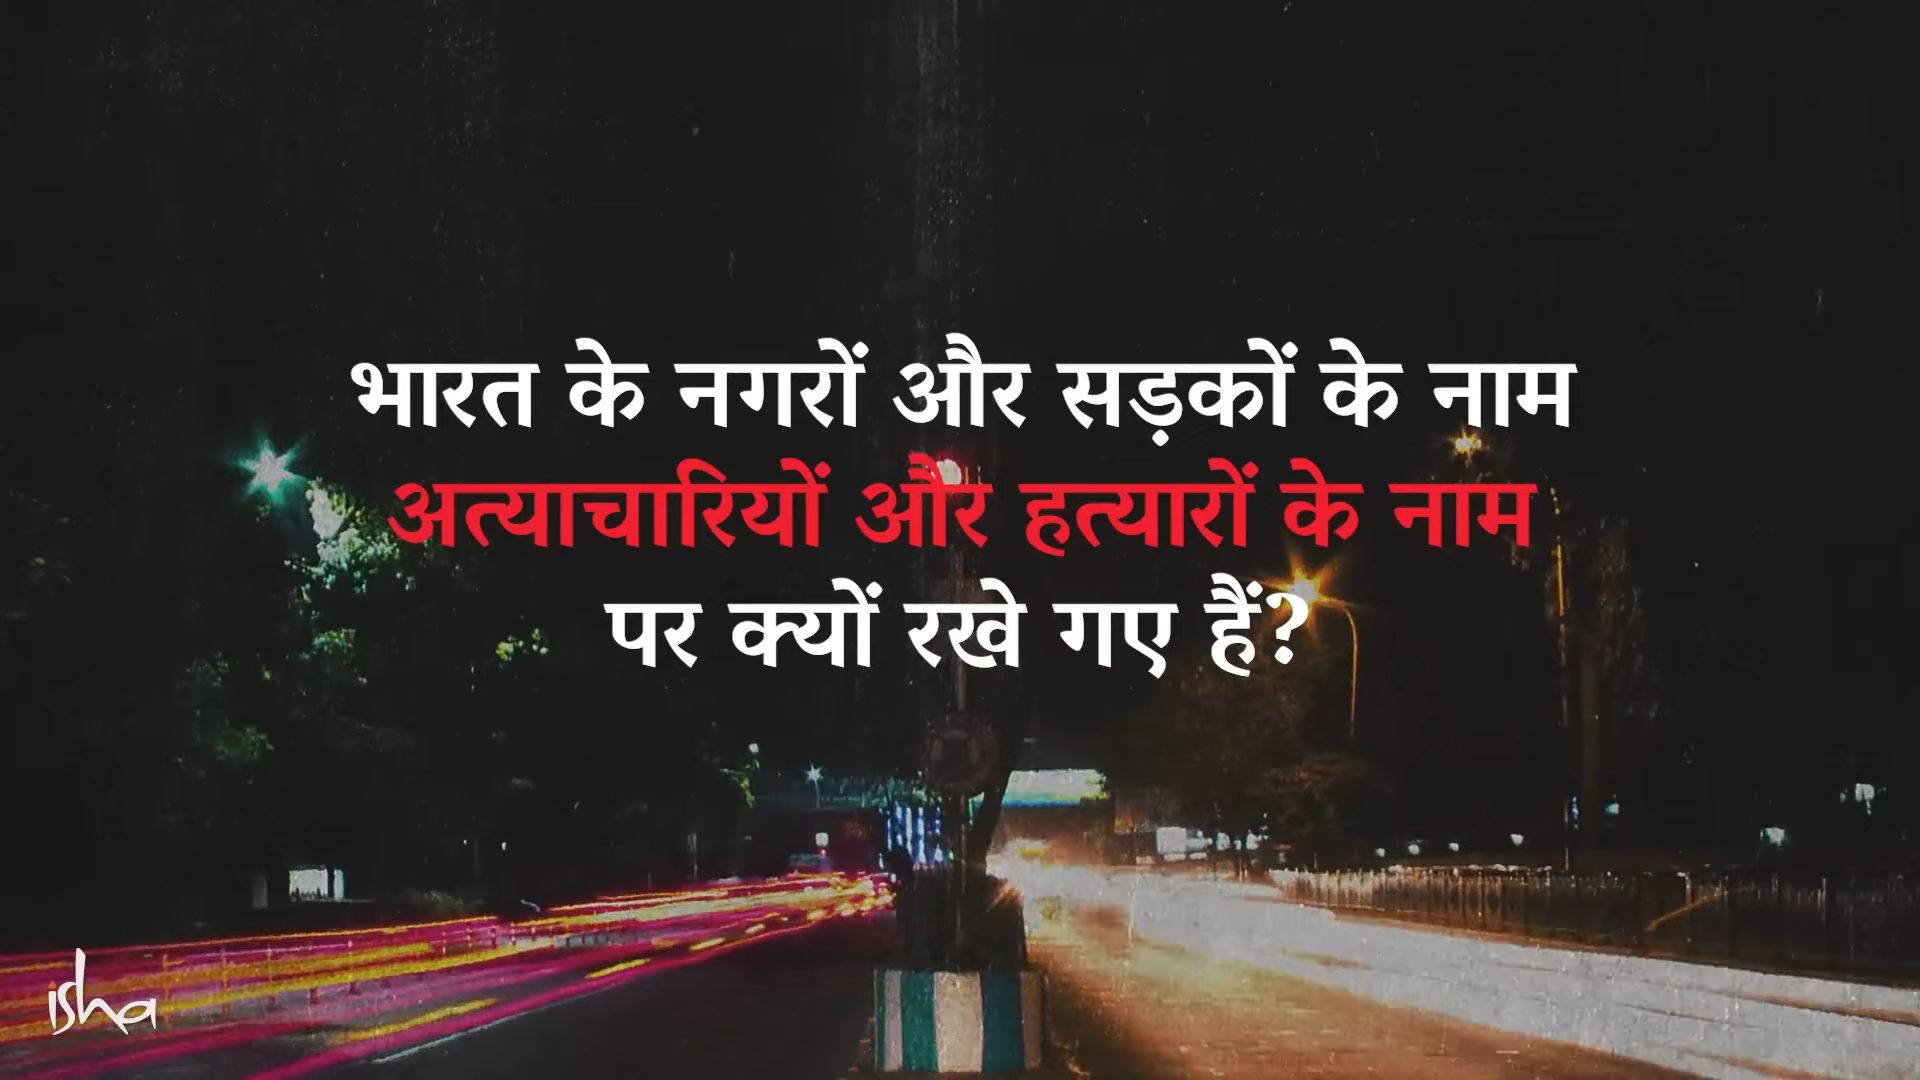 भारत के नगरों और सड़कों के नाम
अत्याचारियों और हत्यारों के नाम
पर क्यों रखे गए हैं?
isha